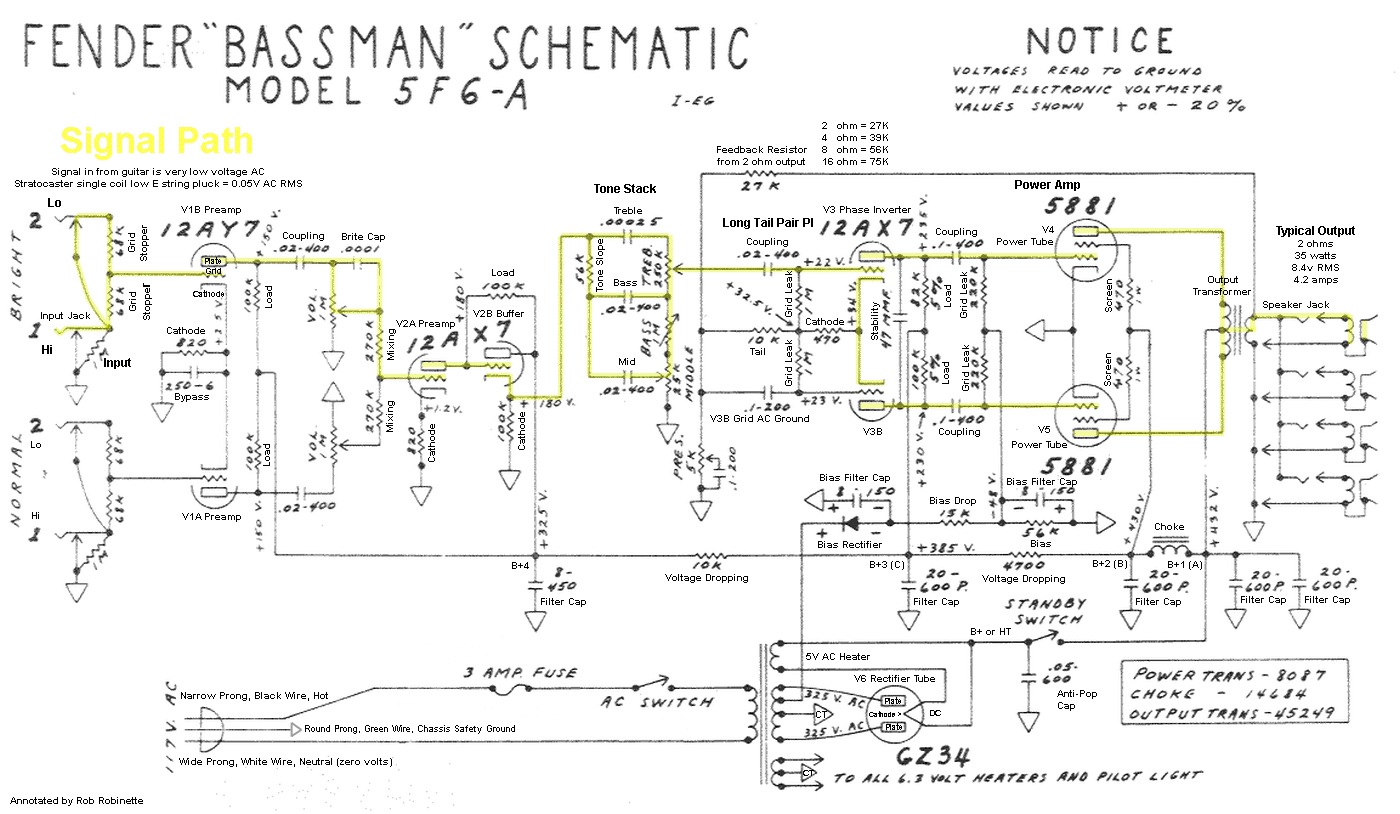 FENDER "BASSMAN" SCHEMATIC
MODEL 5F6-A
I-EG
NOTICE
VOLTAGES READ TO GROUND
WITH ELECTRONIC VOLTMETER
VALUES SHOWN + OR - 20%
Signal Path
Signal in from guitar is very low voltage AC
Stratocaster single coil low E string pluck = 0.05V AC RMS
2 ohm = 27K
4 ohm = 39K
8 ohm = 56K
16 ohm = 75K
Feedback Resistor
from 2 ohm output
27K
BRIGHT
Lo
2
68K
Grid
Stopper
68K
Grid
Stopper
Input Jack
1
Hi
Input
V1B Preamp
12AY7
Plate
Grid
Cathode
+2.5V.
Cathode
820
250-6
Bypass
+150 V.
100K
Load
Coupling
.02-400
Brite Cap
.0001
VOL.
1M
270K
Mixing
V2A Preamp
V2B Buffer
12AX7
+180 V.
Load
100K
+1.2V.
820
Cathode
100K
Cathode
+180 V.
Tone Stack
Treble
.00025
56K
Tone Slope
TREB.
250K
Bass
.02-400
BASS
1M
Mid
.02-400
25K
MIDDLE
Long Tail Pair PI
V3 Phase Inverter
12AX7
Coupling
.02-400
+22V.
Grid Leak
1M
+32.5V.
+34V.
Cathode
10K
Tail
470
Grid Leak
1M
.1-200
V3B Grid AC Ground
+23 V.
V3B
Stability
47 MMF
+235 V.
82K
5%
Load
100K
5%
Load
+230 V.
Coupling
.1-400
Grid Leak
220K
Grid Leak
220K
.1-400
Coupling
Power Amp
5881
V4
Power Tube
Screen
470
1W
Screen
470
1W
V5
Power Tube
5881
Output
Transformer
Typical Output
2 ohms
35 watts
8.4v RMS
4.2 amps
Speaker Jack
NORMAL
2
Lo
68K
68K
Hi
1
1M
V1A Preamp
+150 V.
100K
Load
.02-400
VOL.
1M
270K
Mixing
PRES.
5K
.1-200
Bias Filter Cap
8-150
+ -
Bias Rectifier
Bias Drop
15K
-48V.
Bias Filter Cap
8-150
- +
56K
Bias
+325 V.
B+4
8-
450
Filter Cap
10K
Voltage Dropping
+385 V.
B+3 (C)
20-
600 P.
Filter Cap
4700
Voltage Dropping
+430V.
B+2 (B)
20-
600 P.
Filter Cap
Choke
B+1 (A)
+432 V.
20-
600 P.
Filter Cap
20-
600 P.
Filter Cap
STANDBY
SWITCH
B+ or HT
.05-
600
Anti-Pop
Cap
POWER TRANS - 8087
CHOKE - 14684
OUTPUT TRANS - 45249
117V. AC
Narrow Prong, Black Wire, Hot
Round Prong, Green Wire, Chassis Safety Ground
Wide Prong, White Wire, Neutral (zero volts)
3 AMP. FUSE
AC SWITCH
5V AC Heater
V6 Rectifier Tube
325 V. AC
CT
325 V. AC
Plate
Cathode >
Plate
DC
GZ34
CT
TO ALL 6.3 VOLT HEATERS AND PILOT LIGHT
Annotated by Rob Robinette